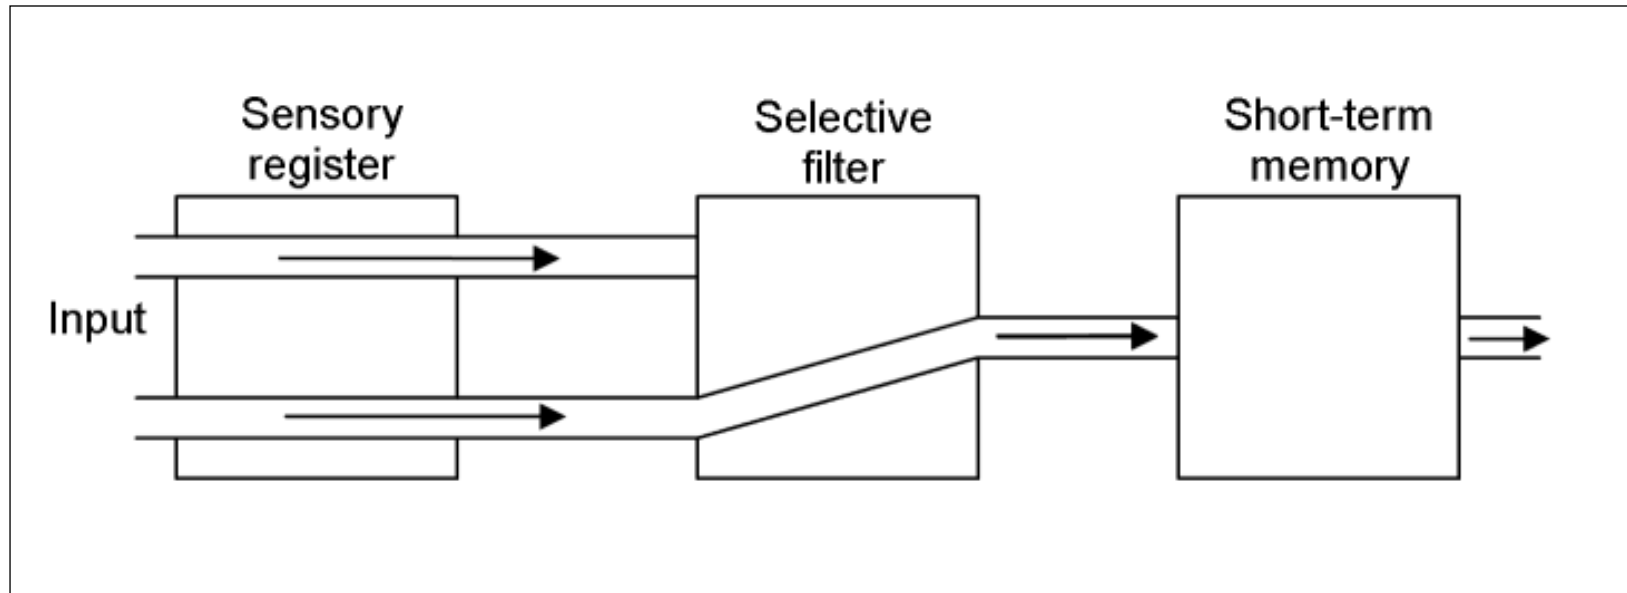 Sensory
register
Selective
filter
Short-term
memory
Input